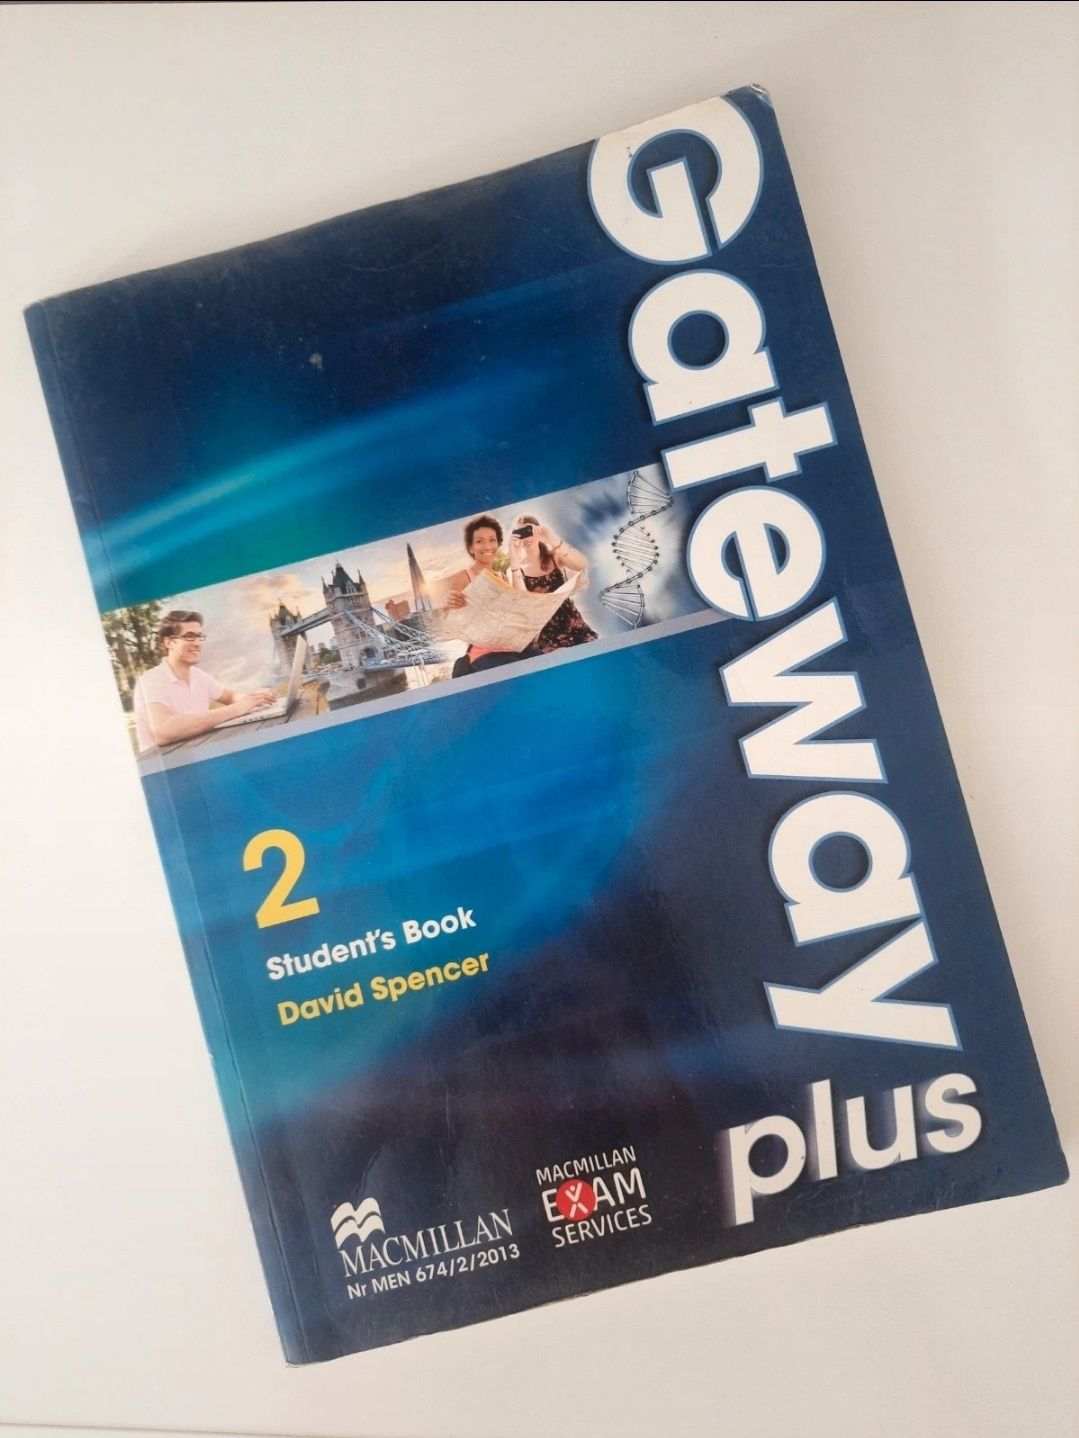 Gateway
plus
2
Student's Book
David Spencer
MACMILLAN
Nr MEN 674/2/2013
MACMILLAN
EXAM
SERVICES